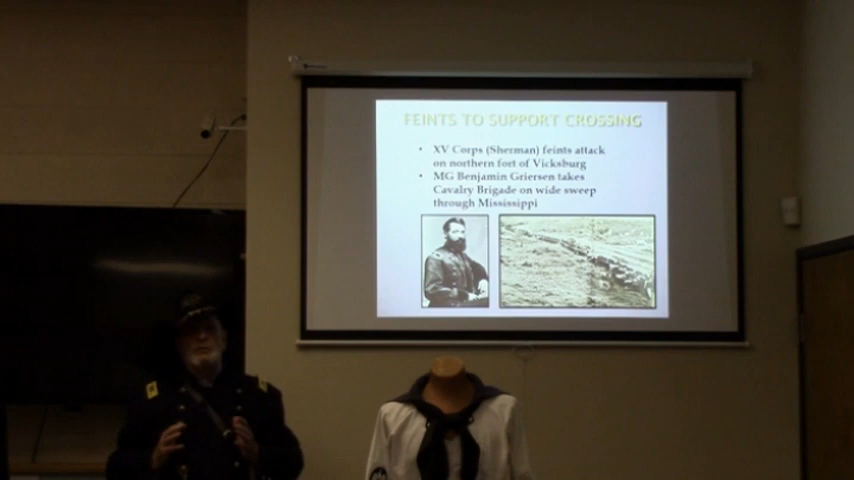 FEINTS TO SUPPORT CROSSING
• XV Corps (Sherman) feints attack
on northern fort of Vicksburg
• MG Benjamin Griersen takes
Cavalry Brigade on wide sweep
through Mississippi